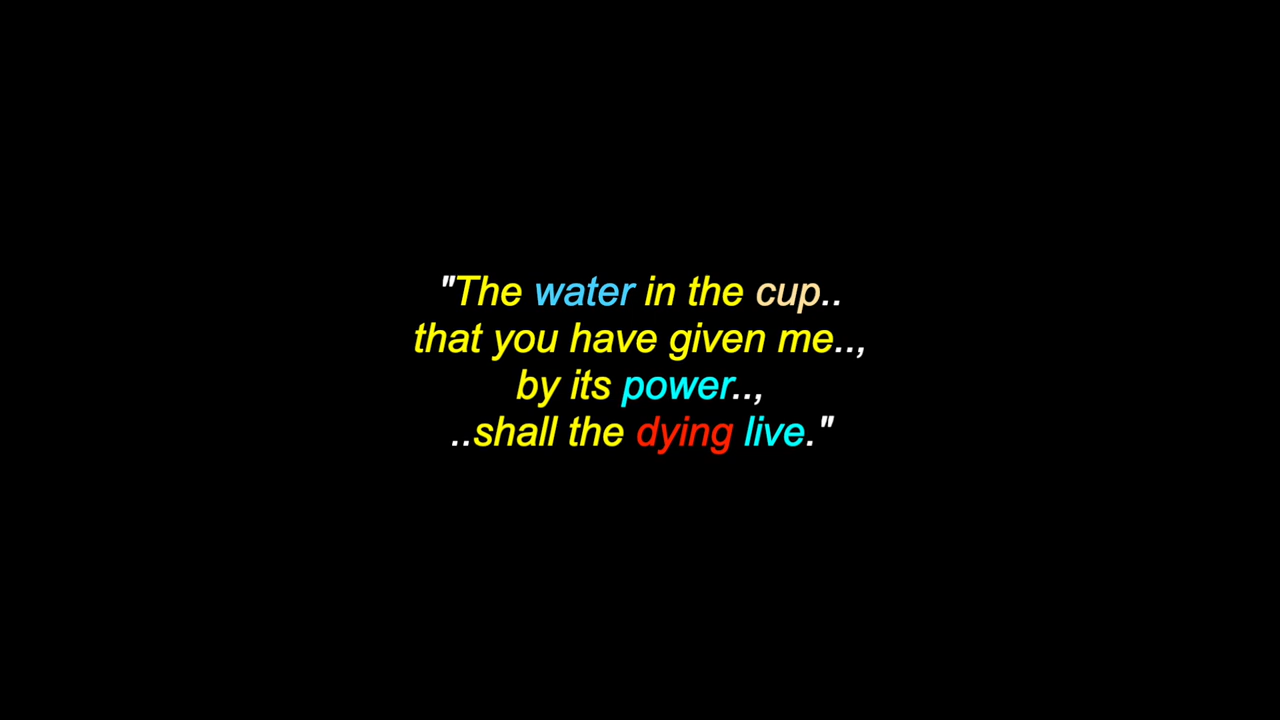 "The water in the cup..
that you have given me..,
by its power..,
..shall the dying live."